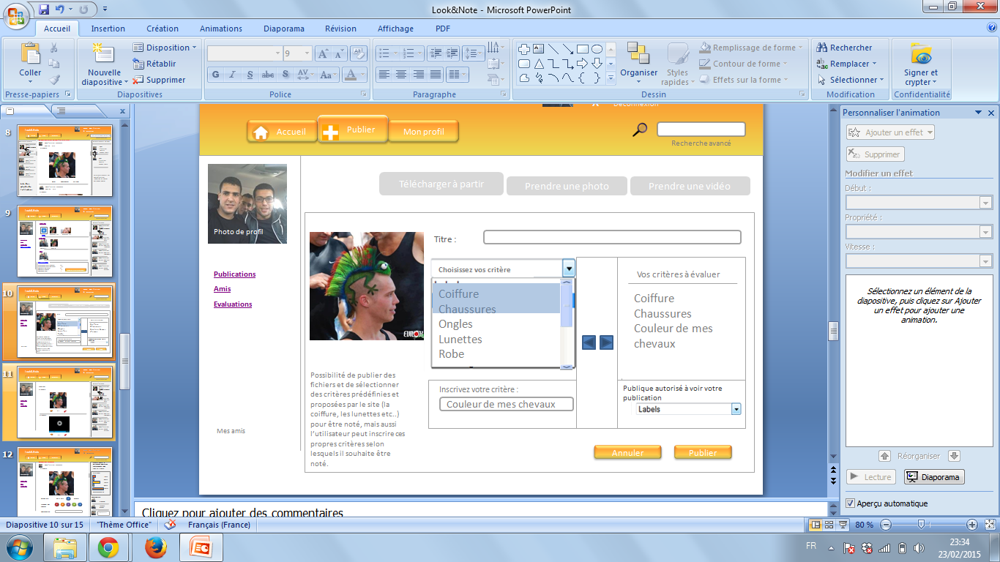 Look&Note - Microsoft PowerPoint
Accueil Insertion Création Animations Diaporama Révision Affichage PDF
Coller
Nouvelle diapositive
Disposition
Rétablir
Supprimer
9
G I S abc S AV Aa A
Organiser
Styles rapides
Remplissage de forme
Contour de forme
Effets sur la forme
Rechercher
Remplacer
Sélectionner
Signer et crypter
Presse-papiers Diapositives Police Paragraphe Dessin Modification Confidentialité
8
9
10
11
12
Déconnexion
Accueil
Publier
Mon profil
Recherche avancé
Télécharger à partir
Prendre une photo
Prendre une vidéo
Photo de profil
Publications
Amis
Evaluations
Mes amis
Titre :
Choisissez vos critère
Coiffure
Chaussures
Ongles
Lunettes
Robe
Vos critères à évaluer
Coiffure
Chaussures
Couleur de mes
chevaux
Possibilité de publier des
fichiers et de sélectionner
des critères prédéfinies et
proposées par le site (la
coiffure, les lunettes etc..)
pour être noté, mais aussi
l'utilisateur peut inscrire ces
propres critères selon
lesquels il souhaite être
noté.
Inscrivez votre critère :
Couleur de mes chevaux
Publique autorisé à voir votre
publication
Labels
Annuler
Publier
Cliquez pour ajouter des commentaires
Personnaliser l'animation
Ajouter un effet
Supprimer
Modifier un effet
Début :
Propriété :
Vitesse :
Sélectionnez un élément de la
diapositive, puis cliquez sur Ajouter
un effet pour ajouter une
animation.
Réorganiser
Lecture
Diaporama
Aperçu automatique
Diapositive 10 sur 15 "Thème Office" Français (France) 80 %
FR
23:34
23/02/2015